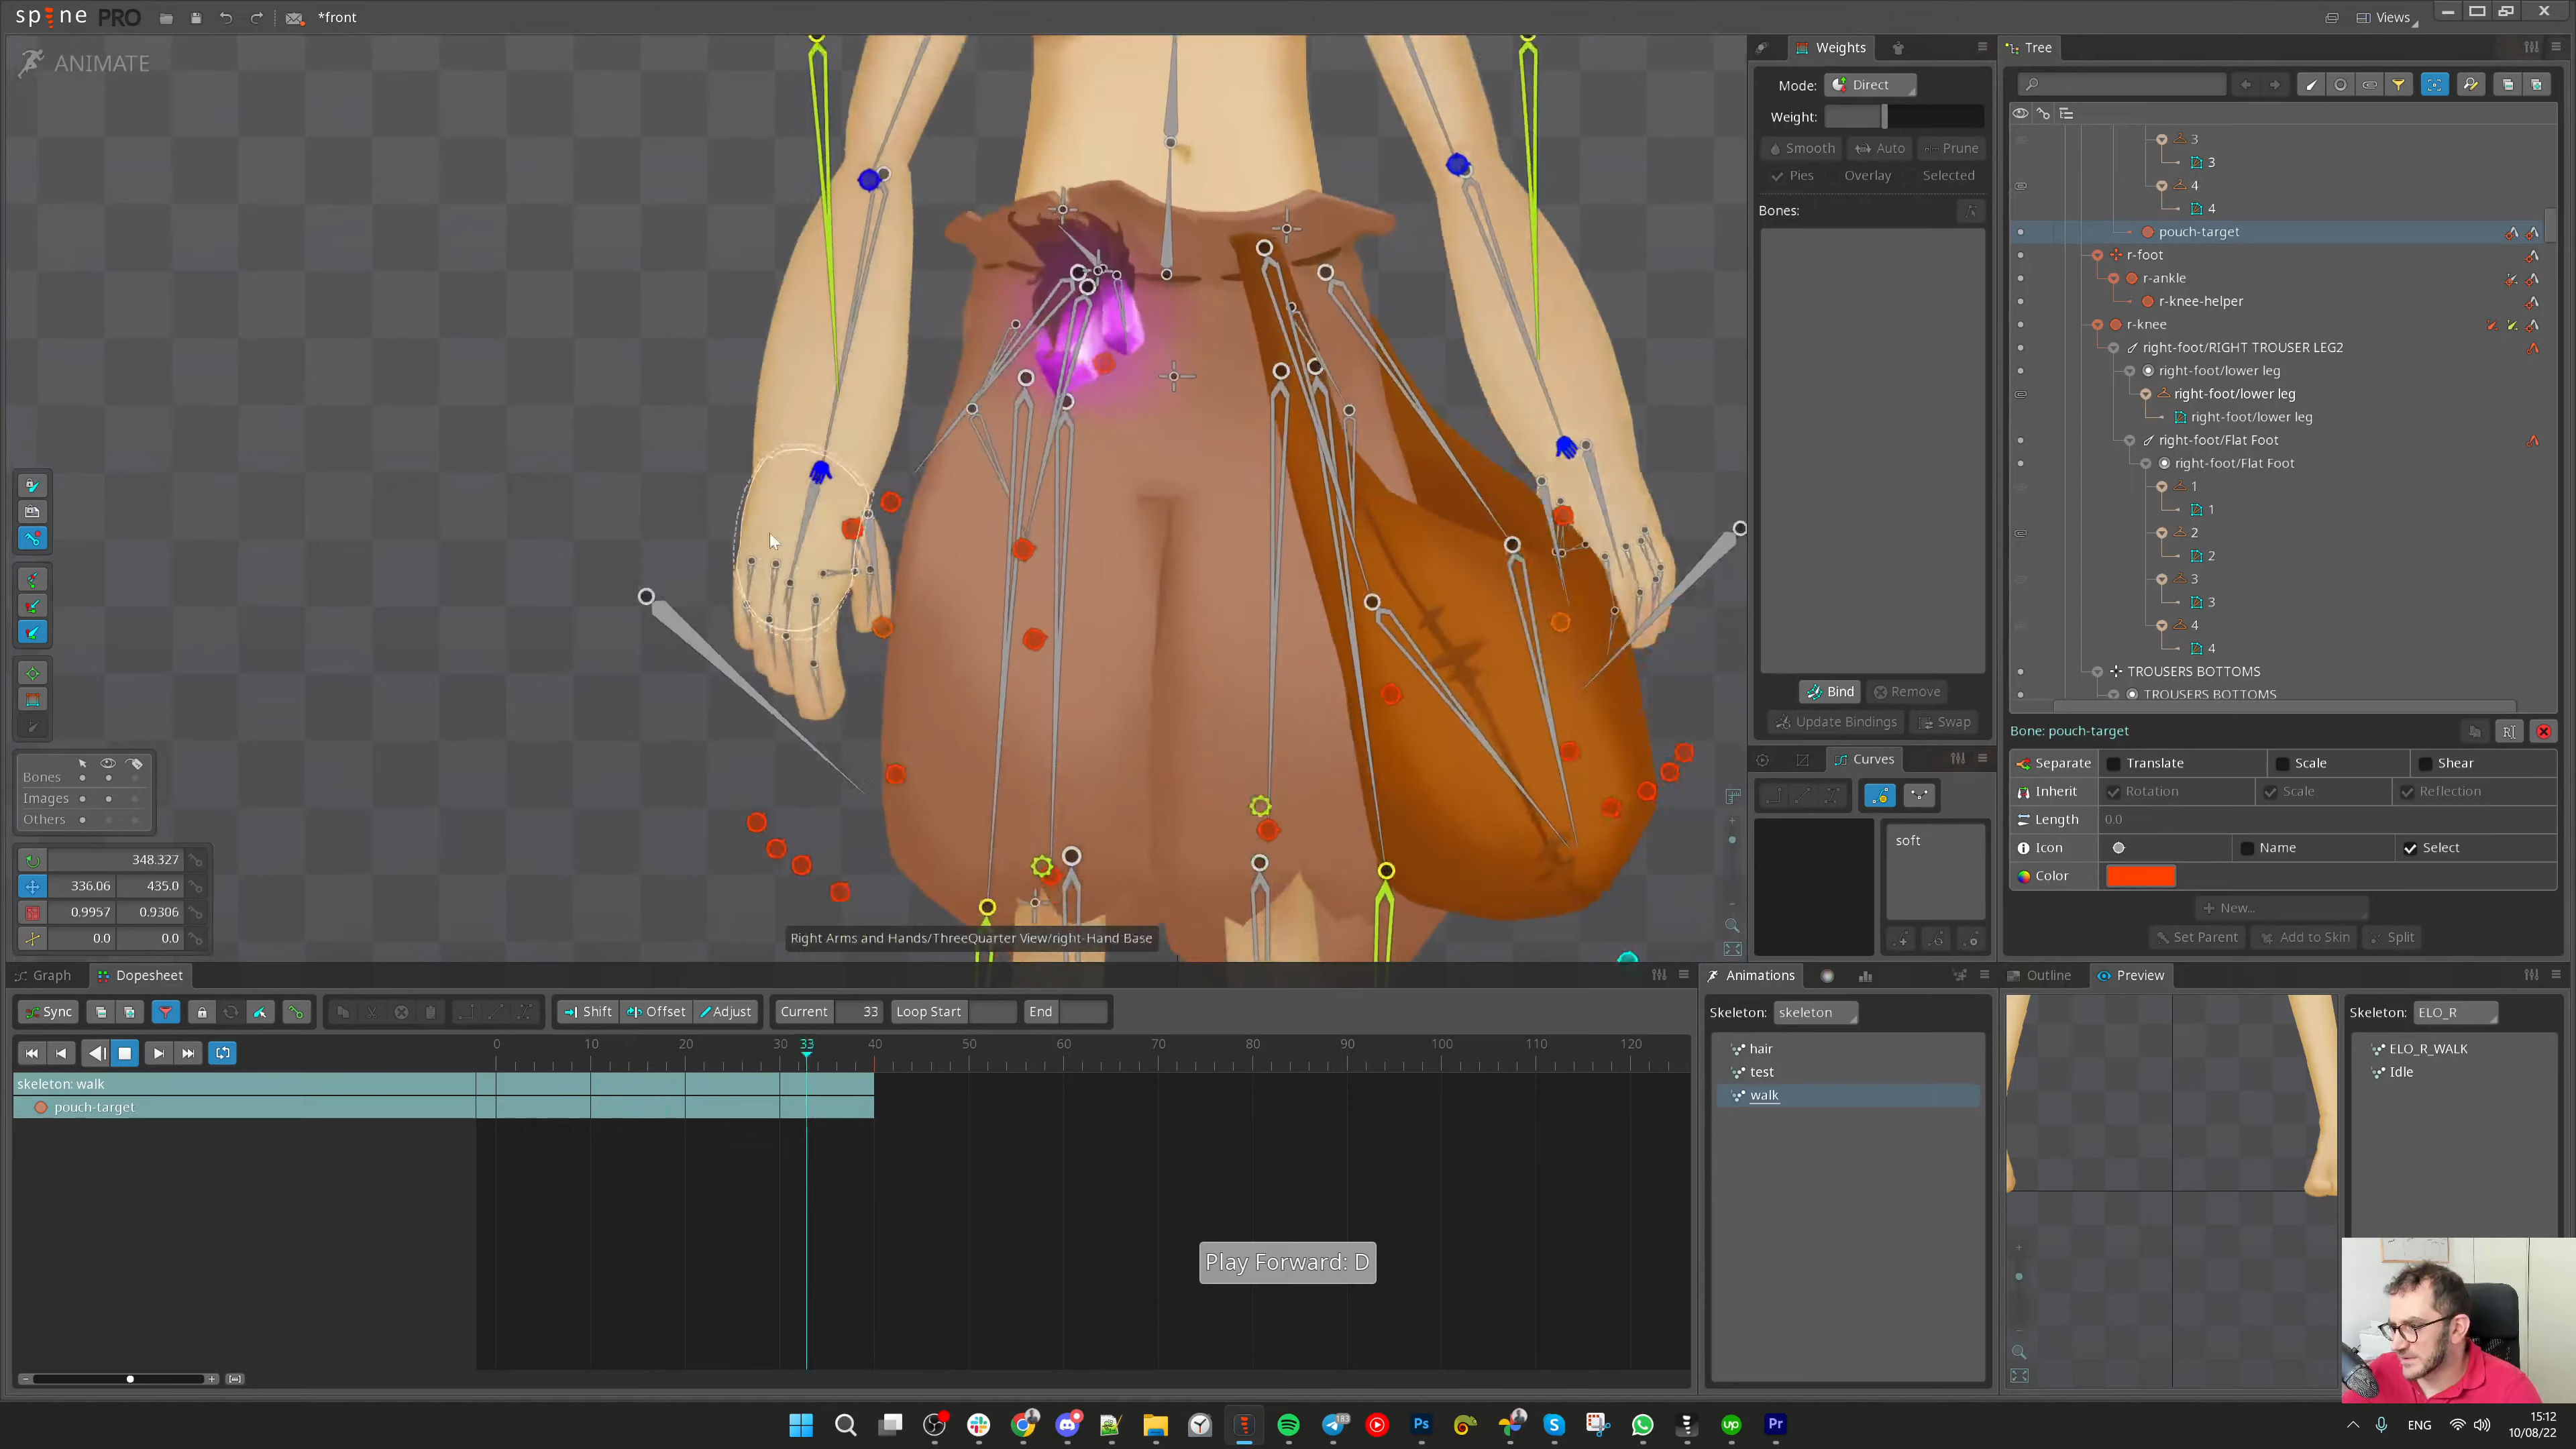 spine PRO
*front
Views
ANIMATE
Bones
Images
Others
348.327
336.06 435.0
0.9957 0.9306
0.0 0.0
Right Arms and Hands/ThreeQuarter View/right-Hand Base
Weights
Mode: Direct
Weight:
Smooth Auto Prune
Pies Overlay Selected
Bones:
Bind Remove
Update Bindings Swap
Curves
soft
Tree
3
3
4
4
pouch-target
r-foot
r-ankle
r-knee-helper
r-knee
right-foot/RIGHT TROUSER LEG2
right-foot/lower leg
right-foot/lower leg
right-foot/lower leg
right-foot/Flat Foot
right-foot/Flat Foot
1
1
2
2
3
3
4
4
TROUSERS BOTTOMS
TROUSERS BOTTOMS
Bone: pouch-target
Separate Translate Scale Shear
Inherit Rotation Scale Reflection
Length 0.0
Icon Name Select
Color
+ New...
Set Parent Add to Skin Split
Graph Dopesheet
Sync Shift Offset Adjust Current 33 Loop Start End
0 10 20 30 33 40 50 60 70 80 90 100 110 120
skeleton: walk
pouch-target
Play Forward: D
Animations
Skeleton: skeleton
hair
test
walk
Outline Preview
Skeleton: ELO_R
ELO_R_WALK
Idle
183
Ps
up
Pr
ENG
15:12
10/08/22